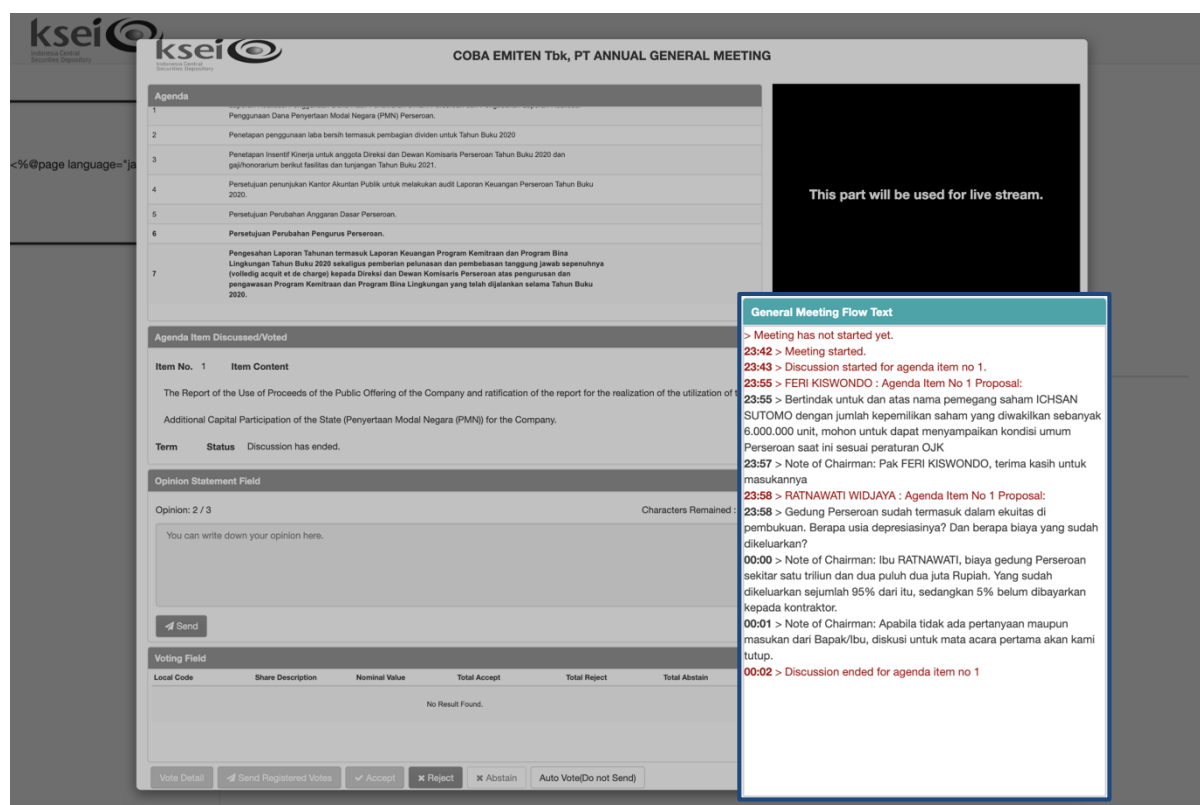 ksei
Indonesia Central
Securities Depository
<%@page language="ja
ksei
Indonesia Central
Securities Depository
COBA EMITEN Tbk, PT ANNUAL GENERAL MEETING
Agenda
1
Penggunaan Dana Penyertaan Modal Negara (PMN) Perseroan.
2 Penetapan penggunaan laba bersih termasuk pembagian dividen untuk Tahun Buku 2020
3 Penetapan Insentif Kinerja untuk anggota Direksi dan Dewan Komisaris Perseroan Tahun Buku 2020 dan
gaji/honorarium berikut fasilitas dan tunjangan Tahun Buku 2021.
4 Persetujuan penunjukan Kantor Akuntan Publik untuk melakukan audit Laporan Keuangan Perseroan Tahun Buku
2020.
5 Persetujuan Perubahan Anggaran Dasar Perseroan.
6 Persetujuan Perubahan Pengurus Perseroan.
7 Pengesahan Laporan Tahunan termasuk Laporan Keuangan Program Kemitraan dan Program Bina
Lingkungan Tahun Buku 2020 sekaligus pemberian pelunasan dan pembebasan tanggung jawab sepenuhnya
(volledig acquit et de charge) kepada Direksi dan Dewan Komisaris Perseroan atas pengurusan dan
pengawasan Program Kemitraan dan Program Bina Lingkungan yang telah dijalankan selama Tahun Buku
2020.
This part will be used for live stream.
Agenda Item Discussed/Voted
Item No. 1 Item Content
The Report of the Use of Proceeds of the Public Offering of the Company and ratification of the report for the realization of the utilization of
Additional Capital Participation of the State (Penyertaan Modal Negara (PMN)) for the Company.
Term Status Discussion has ended.
Opinion Statement Field
Opinion: 2 / 3 Characters Remained :
You can write down your opinion here.
Send
Voting Field
Local Code Share Description Nominal Value Total Accept Total Reject Total Abstain
No Result Found.
Vote Detail Send Registered Votes Accept Reject Abstain Auto Vote(Do not Send)
General Meeting Flow Text
> Meeting has not started yet.
23:42 > Meeting started.
23:43 > Discussion started for agenda item no 1.
23:55 > FERI KISWONDO : Agenda Item No 1 Proposal:
23:55 > Bertindak untuk dan atas nama pemegang saham ICHSAN
SUTOMO dengan jumlah kepemilikan saham yang diwakilkan sebanyak
6.000.000 unit, mohon untuk dapat menyampaikan kondisi umum
Perseroan saat ini sesuai peraturan OJK
23:57 > Note of Chairman: Pak FERI KISWONDO, terima kasih untuk
masukannya
23:58 > RATNAWATI WIDJAYA : Agenda Item No 1 Proposal:
23:58 > Gedung Perseroan sudah termasuk dalam ekuitas di
pembukuan. Berapa usia depresiasinya? Dan berapa biaya yang sudah
dikeluarkan?
00:00 > Note of Chairman: Ibu RATNAWATI, biaya gedung Perseroan
sekitar satu triliun dan dua puluh dua juta Rupiah. Yang sudah
dikeluarkan sejumlah 95% dari itu, sedangkan 5% belum dibayarkan
kepada kontraktor.
00:01 > Note of Chairman: Apabila tidak ada pertanyaan maupun
masukan dari Bapak/Ibu, diskusi untuk mata acara pertama akan kami
tutup.
00:02 > Discussion ended for agenda item no 1